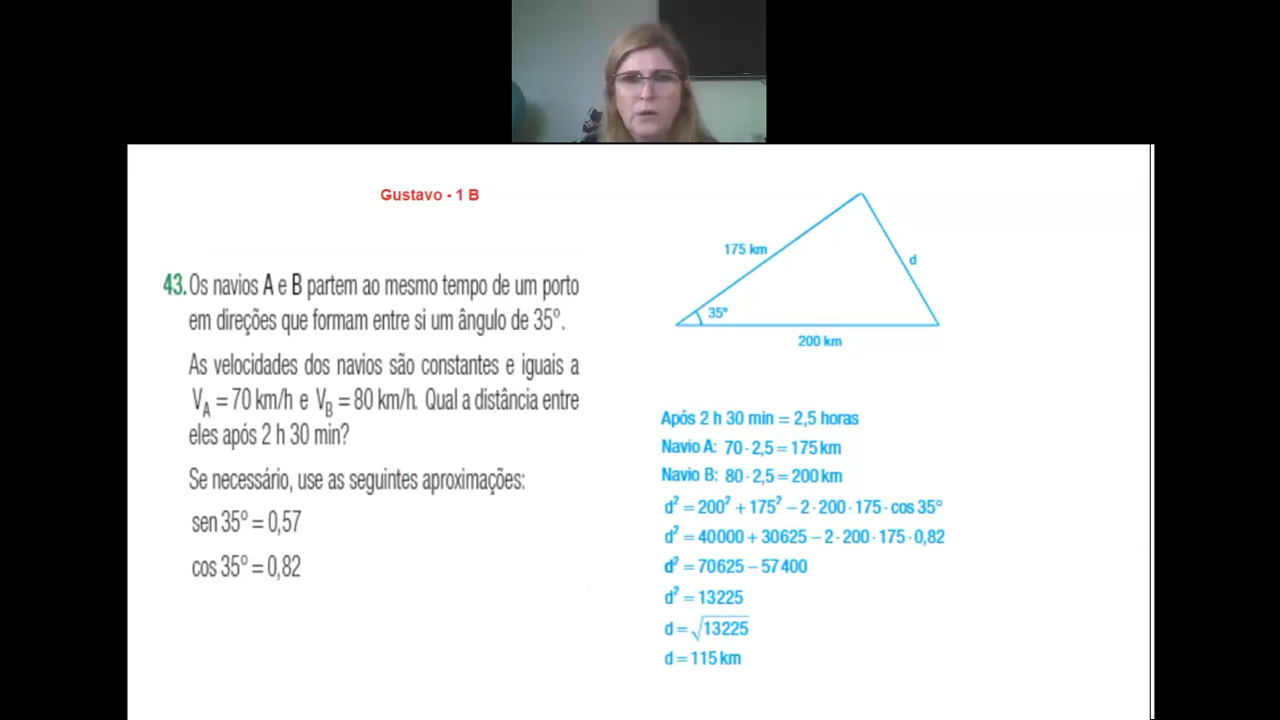 Gustavo - 1 B
43. Os navios A e B partem ao mesmo tempo de um porto
em direções que formam entre si um ângulo de 35º.
As velocidades dos navios são constantes e iguais a
V_A = 70 km/h e V_B = 80 km/h. Qual a distância entre
eles após 2 h 30 min?
Se necessário, use as seguintes aproximações:
sen 35º = 0,57
cos 35º = 0,82
175 km
d
35º
200 km
Após 2 h 30 min = 2,5 horas
Navio A: 70 · 2,5 = 175 km
Navio B: 80 · 2,5 = 200 km
d² = 200² + 175² – 2 · 200 · 175 · cos 35°
d² = 40000 + 30625 – 2 · 200 · 175 · 0,82
d² = 70625 – 57400
d² = 13225
d = √13225
d = 115 km